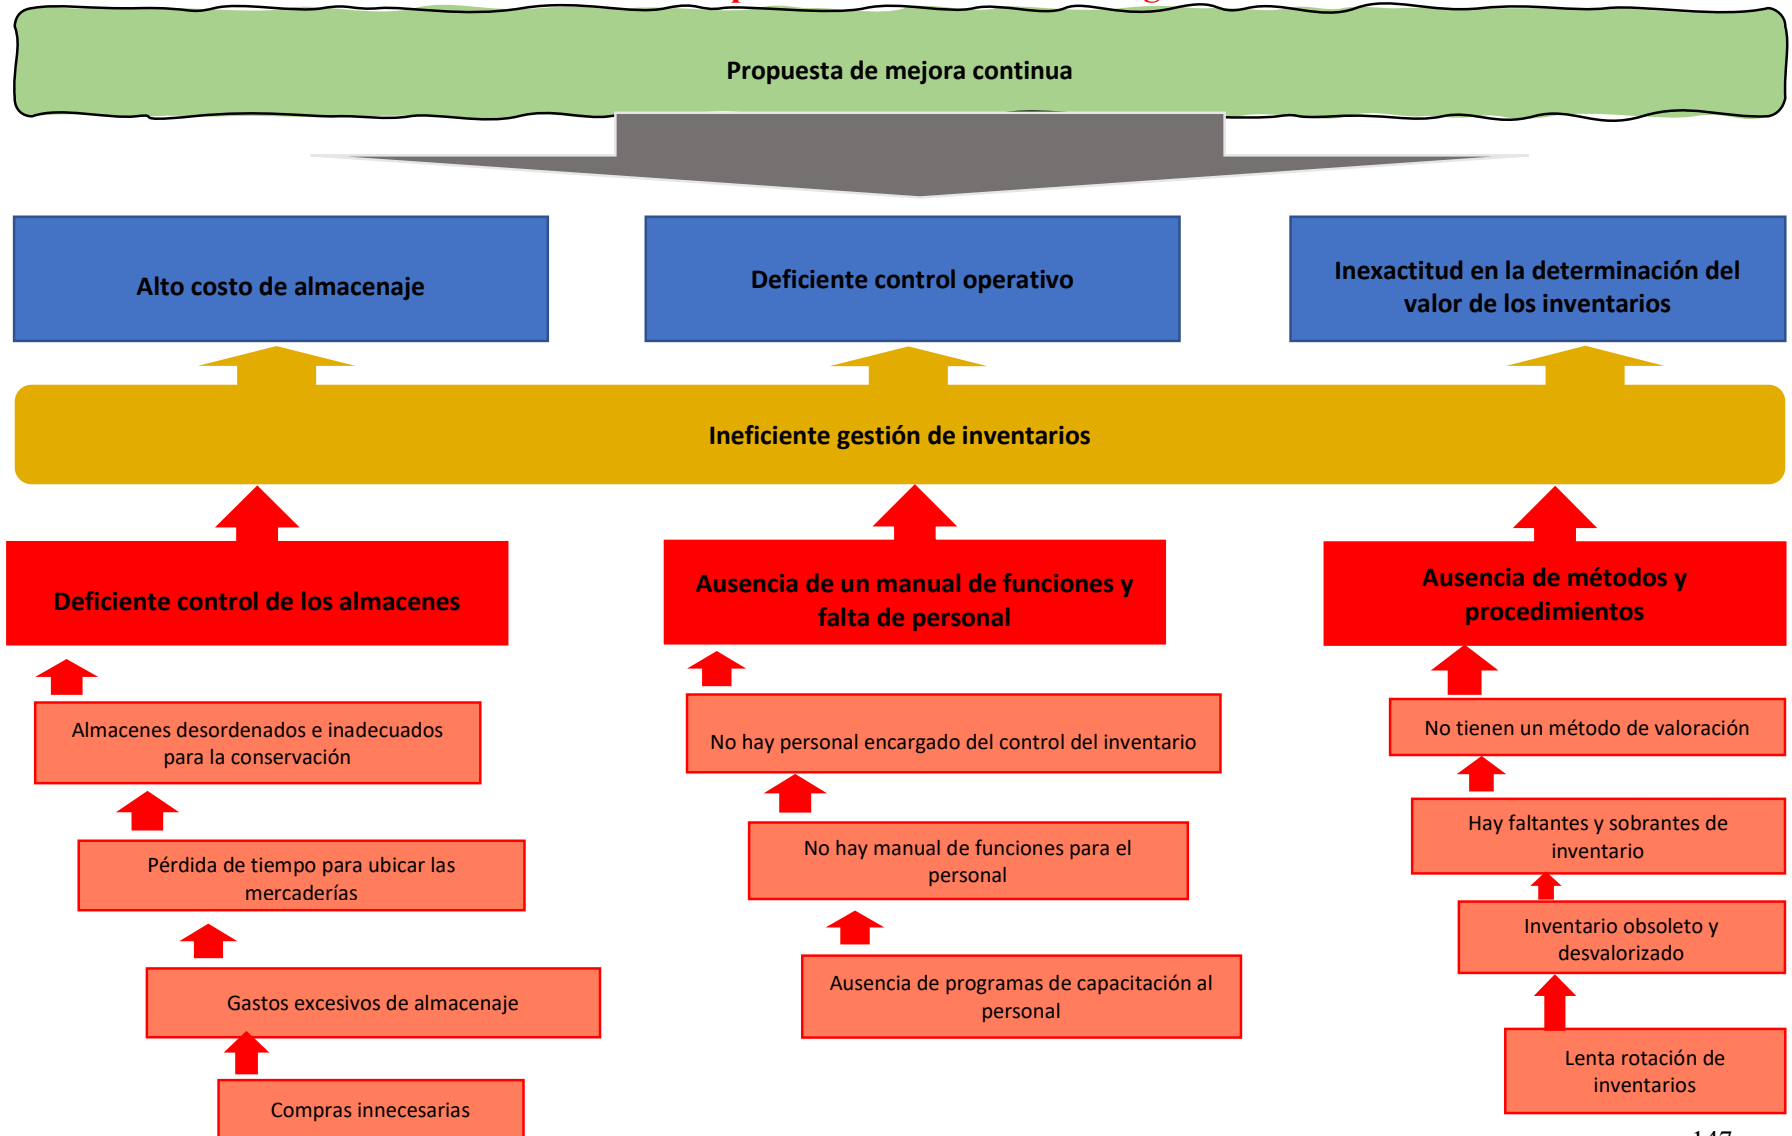 Propuesta de mejora continua
Alto costo de almacenaje
Deficiente control operativo
Inexactitud en la determinación del
valor de los inventarios
Ineficiente gestión de inventarios
Deficiente control de los almacenes
Ausencia de un manual de funciones y
falta de personal
Ausencia de métodos y
procedimientos
Almacenes desordenados e inadecuados
para la conservación
No hay personal encargado del control del inventario
No tienen un método de valoración
Pérdida de tiempo para ubicar las
mercaderías
No hay manual de funciones para el
personal
Hay faltantes y sobrantes de
inventario
Gastos excesivos de almacenaje
Ausencia de programas de capacitación al
personal
Inventario obsoleto y
desvalorizado
Compras innecesarias
Lenta rotación de
inventarios